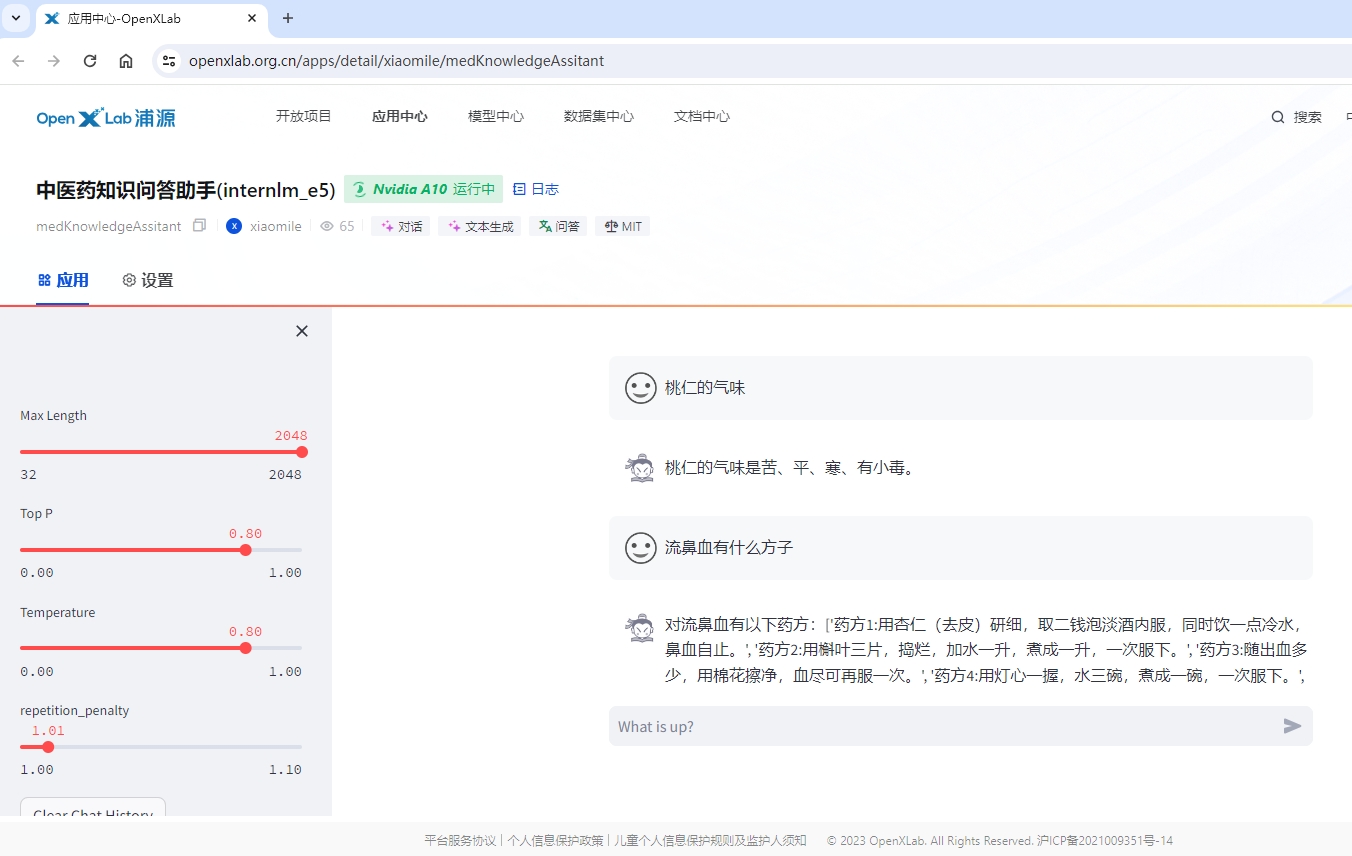 应用中心-OpenXLab
openxlab.org.cn/apps/detail/xiaomile/medKnowledgeAssitant
OpenXLab浦源 开放项目 应用中心 模型中心 数据集中心 文档中心 搜索
中医药知识问答助手(internlm_e5) Nvidia A10 运行中 日志
medKnowledgeAssitant x xiaomile 65 对话 文本生成 问答 MIT
应用 设置
Max Length
2048
32 2048
Top P
0.80
0.00 1.00
Temperature
0.80
0.00 1.00
repetition_penalty
1.01
1.00 1.10
Clear Chat History
桃仁的气味
桃仁的气味是苦、平、寒、有小毒。
流鼻血有什么方子
对流鼻血有以下药方：['药方1:用杏仁（去皮）研细，取二钱泡淡酒内服，同时饮一点冷水，
鼻血自止。','药方2:用槲叶三片，捣烂，加水一升，煮成一升，一次服下。','药方3:随出血多
少，用棉花擦净，血尽可再服一次。','药方4:用灯心一握，水三碗，煮成一碗，一次服下。',
What is up?
平台服务协议 | 个人信息保护政策 | 儿童个人信息保护规则及监护人须知 © 2023 OpenXLab. All Rights Reserved. 沪ICP备2021009351号-14